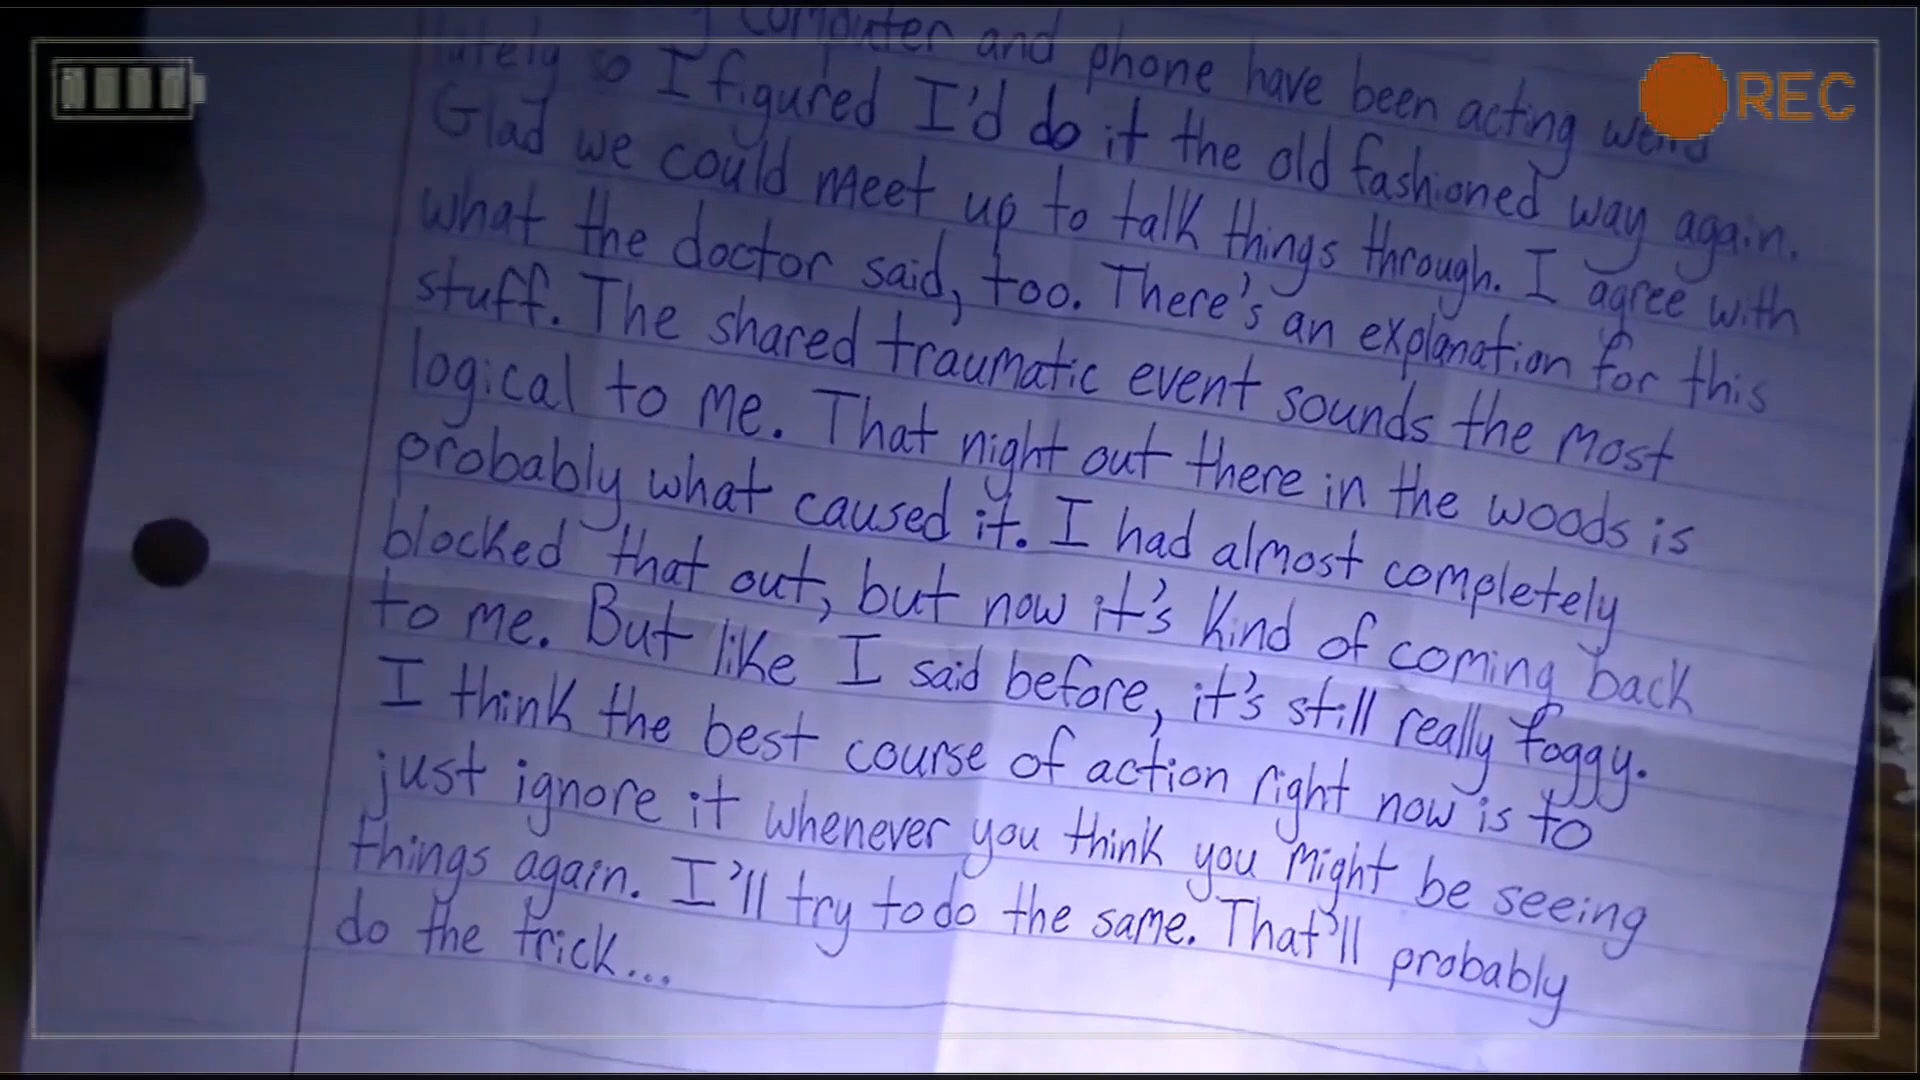 computer and phone have been acting weird
REC
lately so I figured I'd do it the old fashioned way again.
Glad we could meet up to talk things through. I agree with
what the doctor said, too. There's an explanation for this
stuff. The shared traumatic event sounds the most
logical to me. That night out there in the woods is
probably what caused it. I had almost completely
blocked that out, but now it's kind of coming back
to me. But like I said before, it's still really foggy.
I think the best course of action right now is to
just ignore it whenever you think you might be seeing
things again. I'll try to do the same. That'll probably
do the trick...